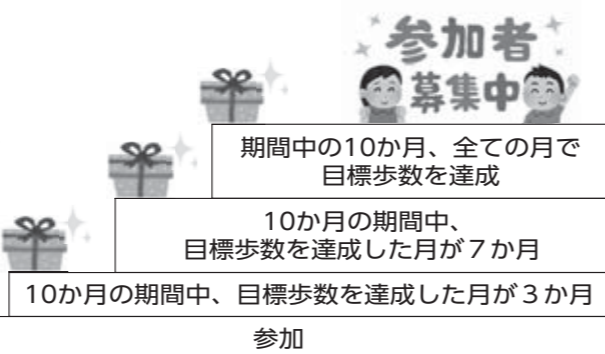 参加者
募集中
期間中の10か月、全ての月で
目標歩数を達成
10か月の期間中、
目標歩数を達成した月が７か月
10か月の期間中、目標歩数を達成した月が３か月
参加